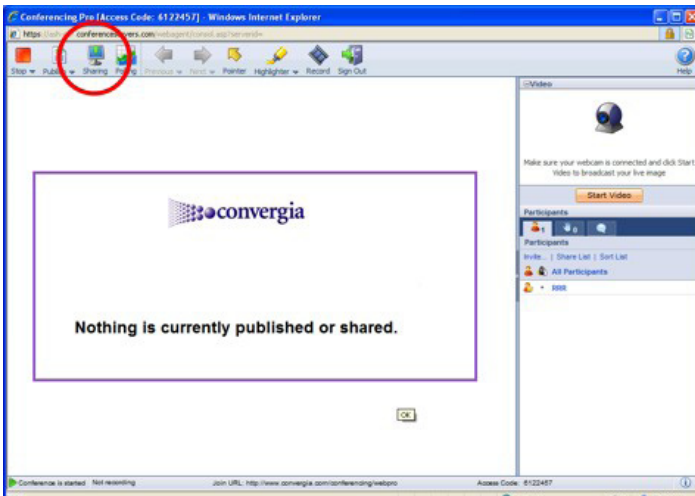 Conferencing Pro [Access Code: 6122457] - Windows Internet Explorer
Stop Publish Sharing Polling Previous Next Pointer Highlighter Record Sign Out
Help
Video
Make sure your webcam is connected and click Start
Video to broadcast your live image
Start Video
Participants
1 0
Participants
Invite... | Share List | Sort List
All Participants
RRR
convergia
Nothing is currently published or shared.
OK
Conference is started Not recording Join URL: http://www.convergia.com/conferencing/webpro Access Code: 6122457